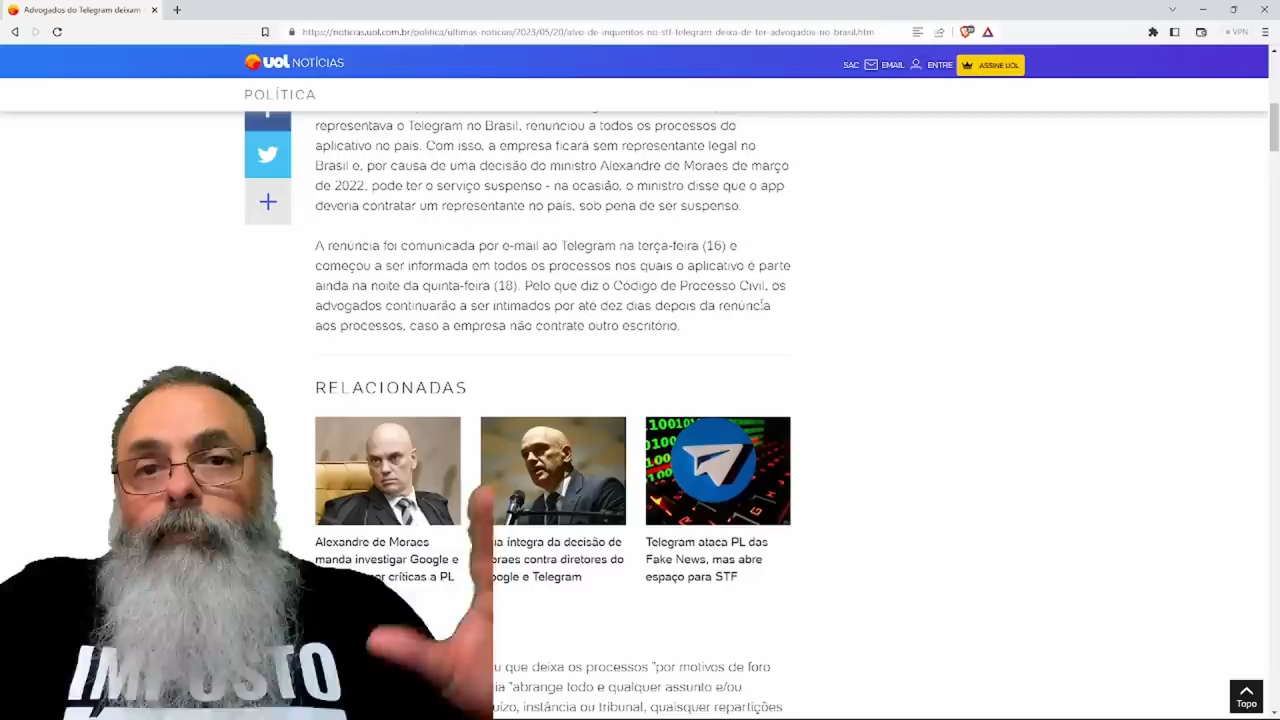 Advogados do Telegram deixam
https://noticias.uol.com.br/politica/ultimas-noticias/2023/05/20/alvo-de-inqueritos-no-stf-telegram-deixa-de-ter-advogados-no-brasil.htm
VPN
UOL NOTÍCIAS
SAC EMAIL ENTRE ASSINE UOL
POLÍTICA
representava o Telegram no Brasil, renunciou a todos os processos do
aplicativo no país. Com isso, a empresa ficará sem representante legal no
Brasil e, por causa de uma decisão do ministro Alexandre de Moraes de março
de 2022, pode ter o serviço suspenso - na ocasião, o ministro disse que o app
deveria contratar um representante no país, sob pena de ser suspenso.
A renúncia foi comunicada por e-mail ao Telegram na terça-feira (16) e
começou a ser informada em todos os processos nos quais o aplicativo é parte
ainda na noite da quinta-feira (18). Pelo que diz o Código de Processo Civil, os
advogados continuarão a ser intimados por até dez dias depois da renúncia
aos processos, caso a empresa não contrate outro escritório.
RELACIONADAS
Alexandre de Moraes
manda investigar Google e
críticas a PL
íntegra da decisão de
contra diretores do
e Telegram
Telegram ataca PL das
Fake News, mas abre
espaço para STF
que deixa os processos "por motivos de foro
"abrange todo e qualquer assunto e/ou
instância ou tribunal, quaisquer repartições
IMPOSTO
Topo